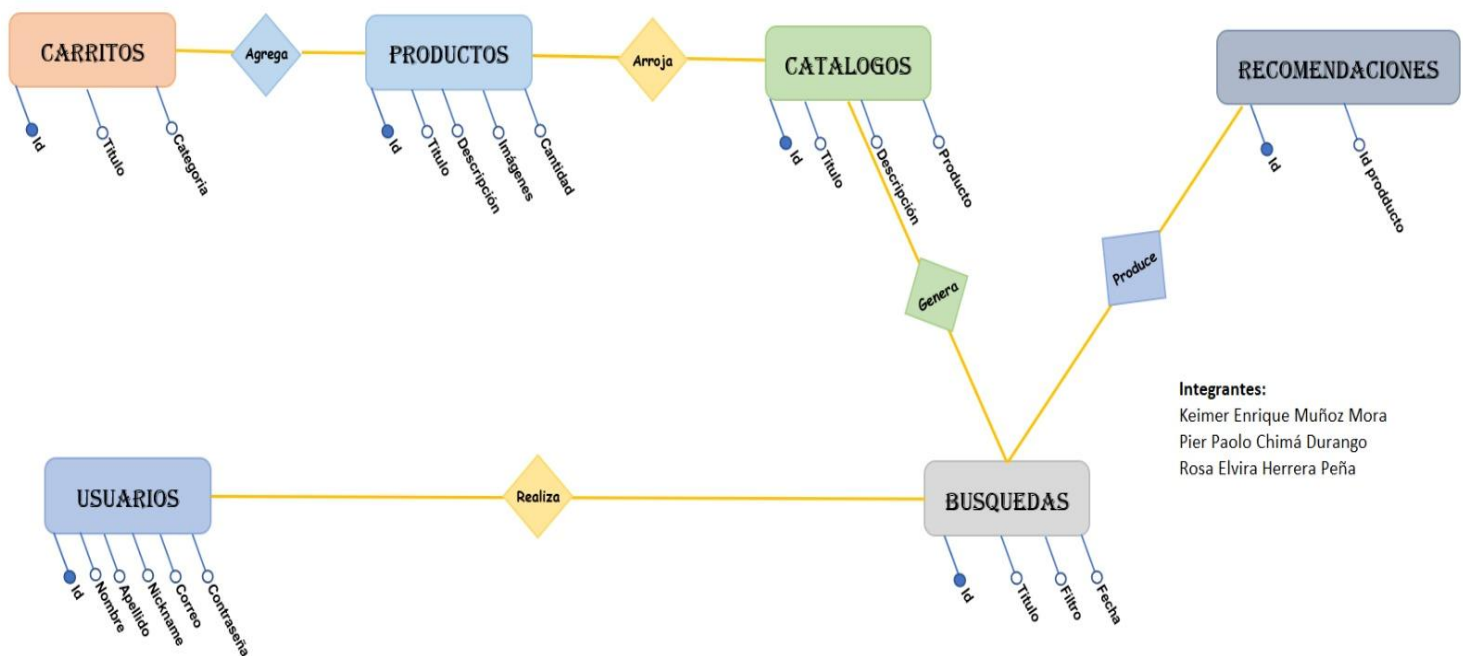 CARRITOS
Agrega
PRODUCTOS
Arroja
CATALOGOS
RECOMENDACIONES
Id
Titulo
Categoria
Id
Titulo
Descripción
Imágenes
Cantidad
Id
Titulo
Descripción
Producto
Id
Id prodducto
Genera
Produce
Integrantes:
Keimer Enrique Muñoz Mora
Pier Paolo Chimá Durango
Rosa Elvira Herrera Peña
USUARIOS
Realiza
BUSQUEDAS
Id
Nombre
Apellido
Nickname
Correo
Contraseña
Id
Titulo
Filtro
Fecha